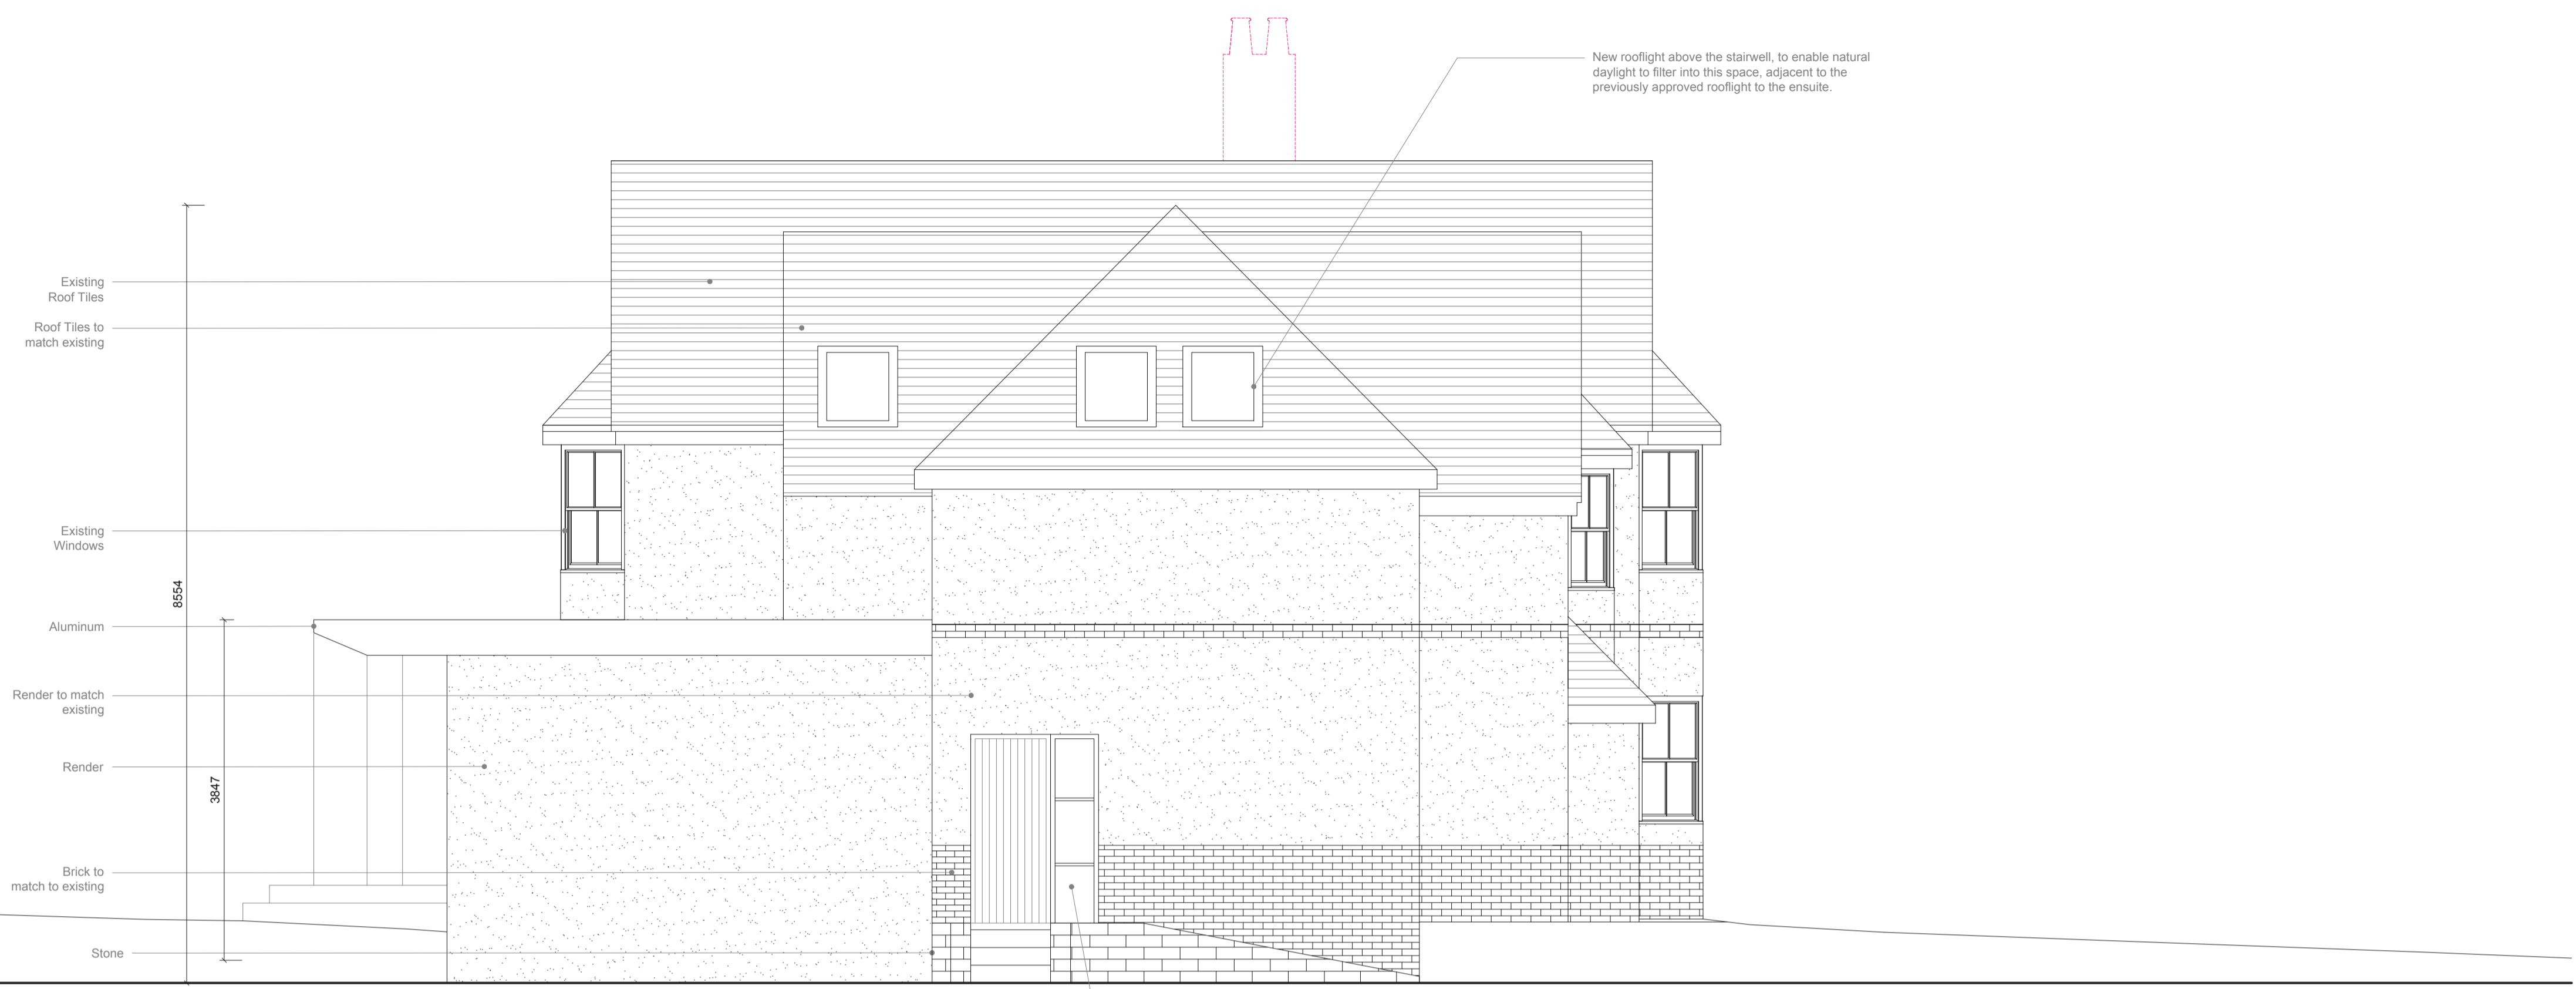 New rooflight above the stairwell, to enable natural
daylight to filter into this space, adjacent to the
previously approved rooflight to the ensuite.
Existing
Roof Tiles
Roof Tiles to
match existing
Existing
Windows
8554
Aluminum
Render to match
existing
3847
Render
Brick to
match to existing
Stone